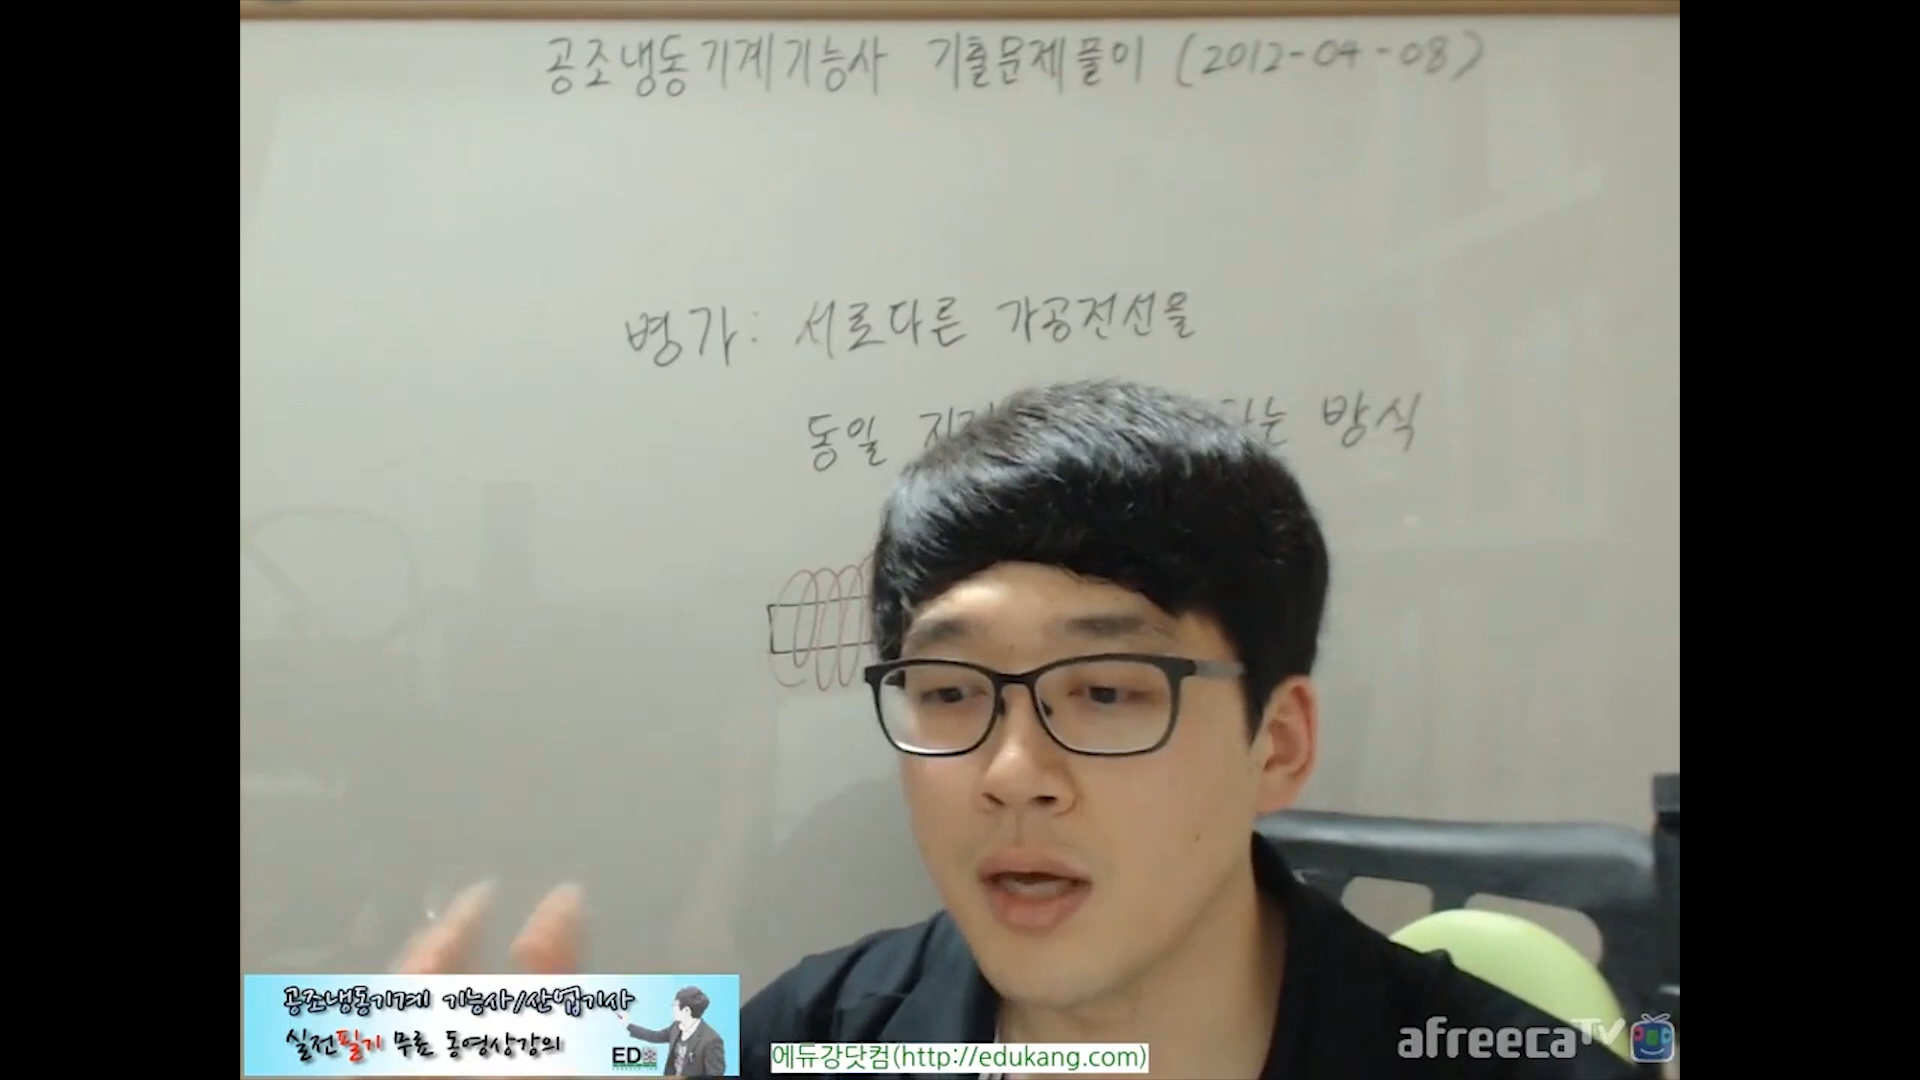 공조냉동기계기능사 기출문제풀이 (2012-04-08)
병가: 서로다른 가공전선을
동일 방식
공조냉동기계 기능사/산업기사
실전필기 무료 동영상강의
에듀강닷컴(http://edukang.com)
afreecaTV